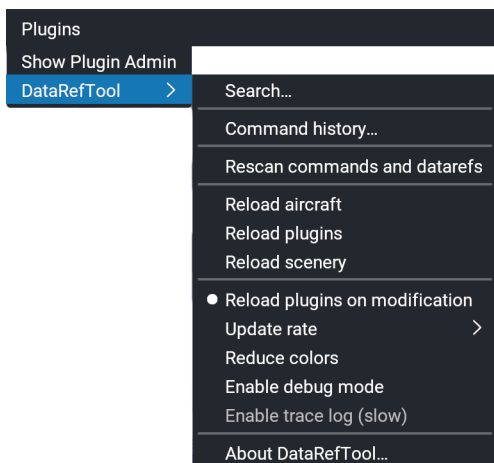 Plugins
Show Plugin Admin
DataRefTool
Search...
Command history...
Rescan commands and datarefs
Reload aircraft
Reload plugins
Reload scenery
Reload plugins on modification
Update rate
Reduce colors
Enable debug mode
Enable trace log (slow)
About DataRefTool...